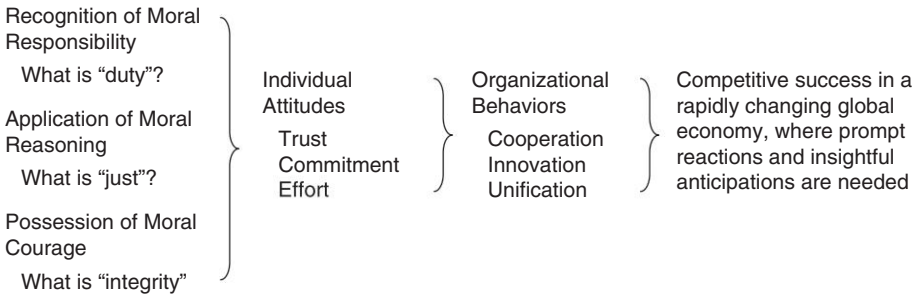 Recognition of Moral
Responsibility
What is “duty”?
Application of Moral
Reasoning
What is “just”?
Possession of Moral
Courage
What is “integrity”
Individual
Attitudes
Trust
Commitment
Effort
Organizational
Behaviors
Cooperation
Innovation
Unification
Competitive success in a
rapidly changing global
economy, where prompt
reactions and insightful
anticipations are needed